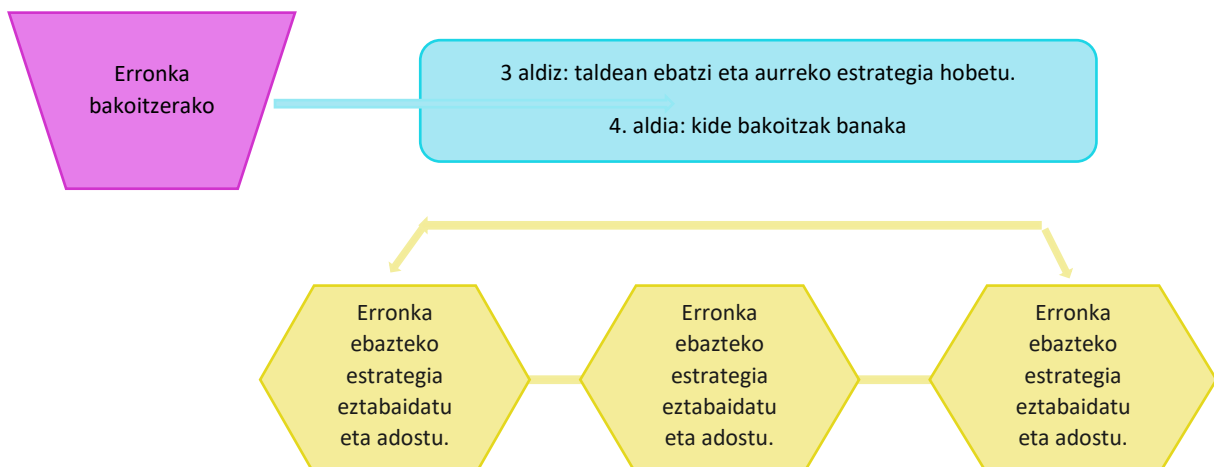 Erronka
bakoitzerako
3 aldiz: taldean ebatzi eta aurreko estrategia hobetu.
4. aldia: kide bakoitzak banaka
Erronka
ebazteko
estrategia
eztabaidatu
eta adostu.
Erronka
ebazteko
estrategia
eztabaidatu
eta adostu.
Erronka
ebazteko
estrategia
eztabaidatu
eta adostu.